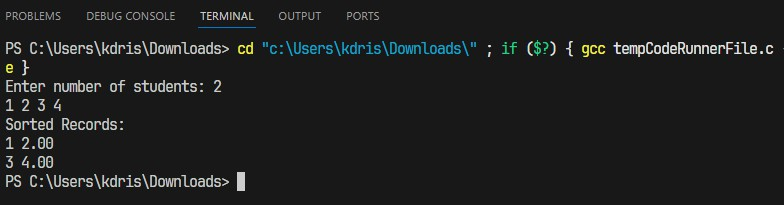 PROBLEMS DEBUG CONSOLE TERMINAL OUTPUT PORTS
PS C:\Users\kdris\Downloads> cd "c:\Users\kdris\Downloads\" ; if ($?) { gcc tempCodeRunnerFile.c
e }
Enter number of students: 2
1 2 3 4
Sorted Records:
1 2.00
3 4.00
PS C:\Users\kdris\Downloads>